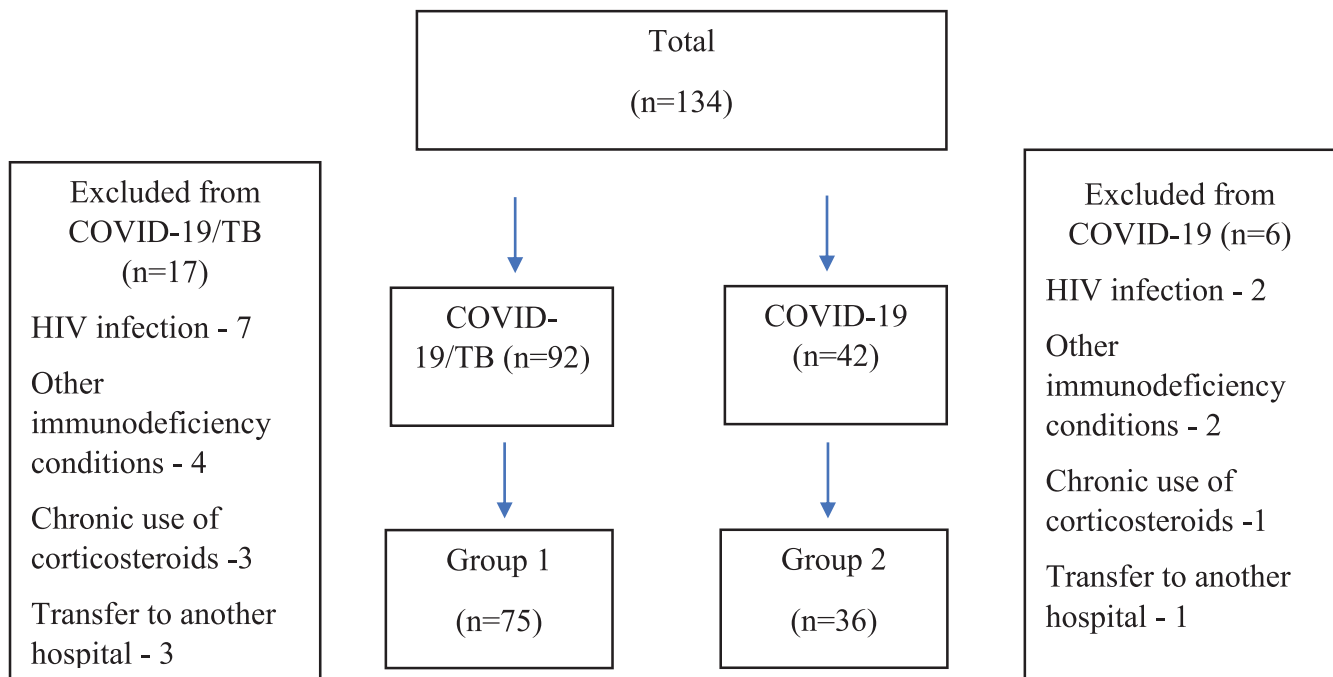 Total
(n=134)
Excluded from
COVID-19/TB
(n=17)
HIV infection - 7
Other
immunodeficiency
conditions - 4
Chronic use of
corticosteroids -3
Transfer to another
hospital - 3
COVID-
19/TB (n=92)
COVID-19
(n=42)
Group 1
(n=75)
Group 2
(n=36)
Excluded from
COVID-19 (n=6)
HIV infection - 2
Other
immunodeficiency
conditions - 2
Chronic use of
corticosteroids -1
Transfer to another
hospital - 1